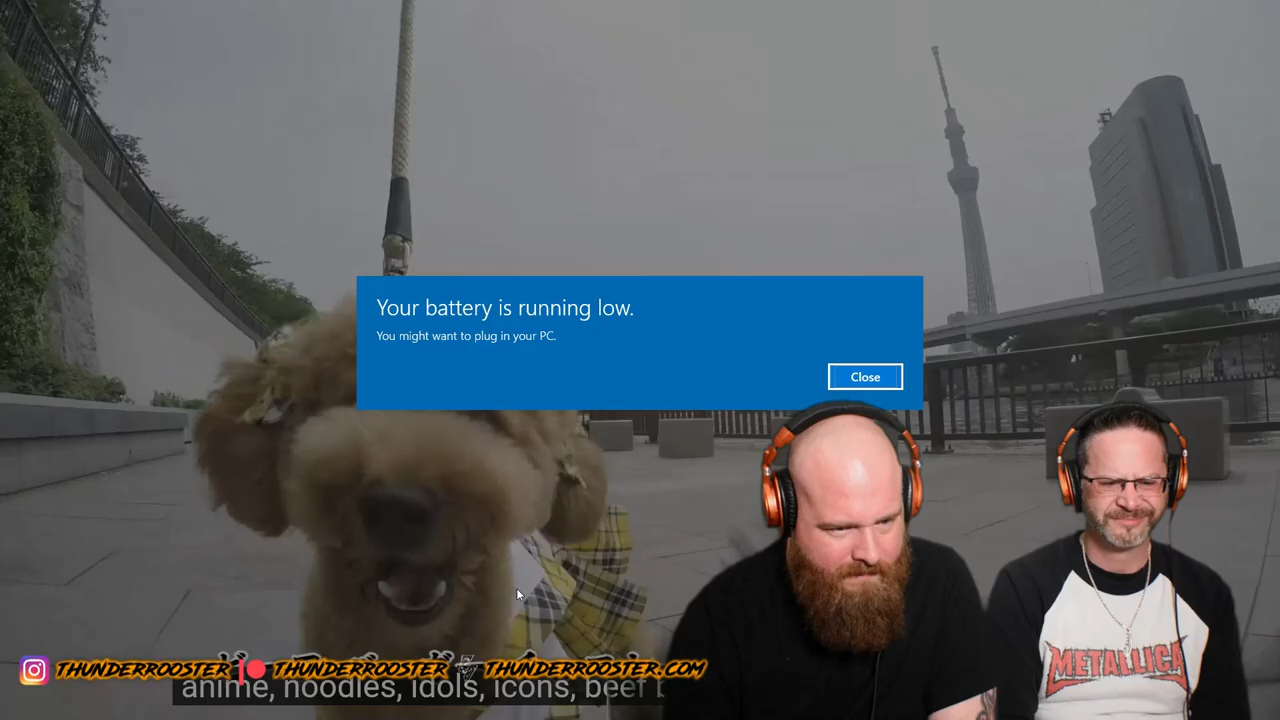 Your battery is running low.
You might want to plug in your PC.
Close
METALLICA
THUNDERROOSTER THUNDERROOSTER THUNDERROOSTER.COM
anime, noodles, idols, icons, beef b